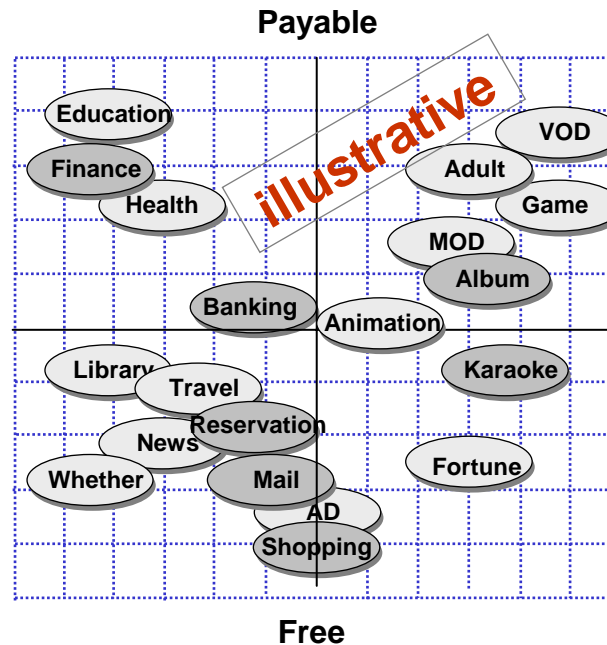 Payable
illustrative
Education
VOD
Finance
Adult
Health
Game
MOD
Album
Banking
Animation
Library
Karaoke
Travel
Reservation
News
Fortune
Whether
Mail
AD
Shopping
Free